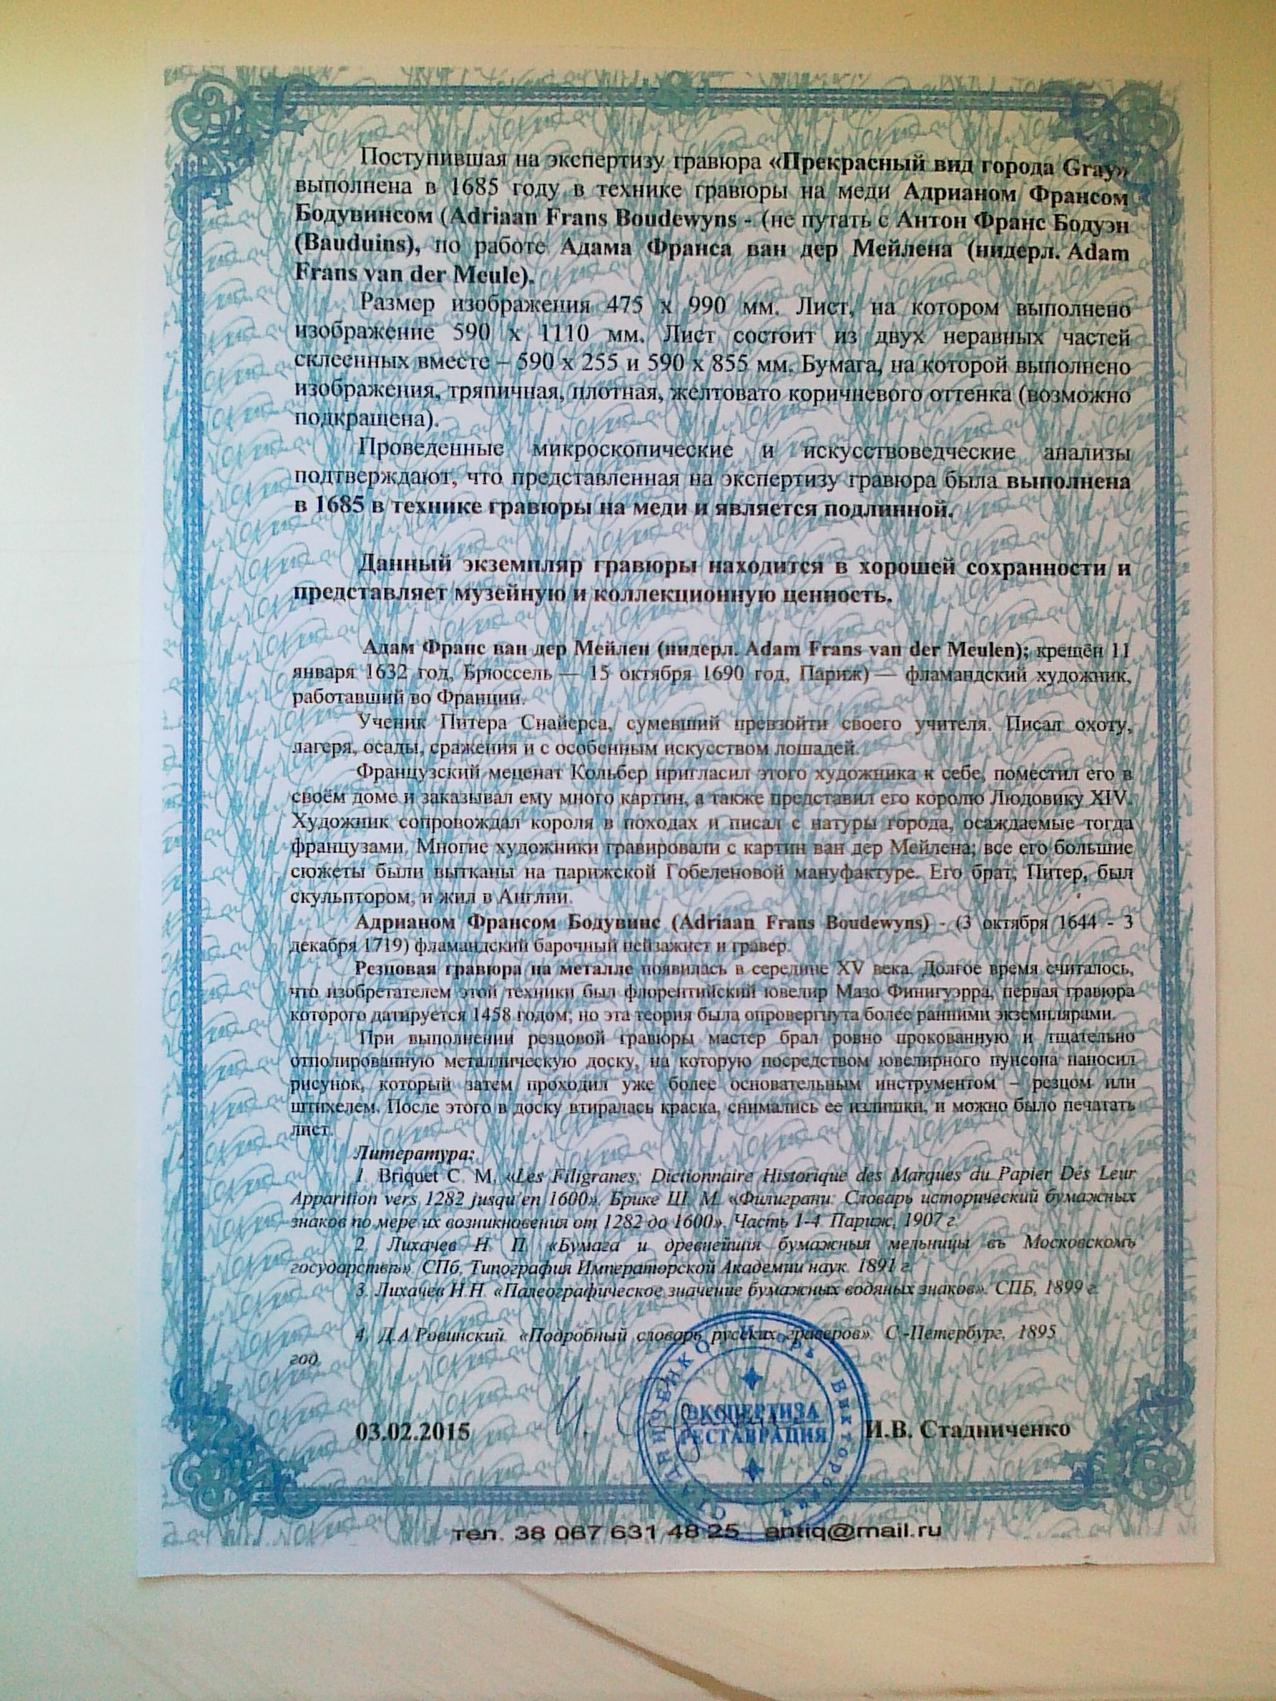 Поступившая на экспертизу гравюра «Прекрасный вид города Gray»
выполнена в 1685 году в технике гравюры на меди Адрианом Франсом
Бодувинсом (Adriaan Frans Boudewyns - (не путать с Антон Франс Бодуэн
(Bauduins), по работе Адама Франса ван дер Мейлена (нидерл. Adam
Frans van der Meule).
Размер изображения 475 х 990 мм. Лист, на котором выполнено
изображение 590 х 1110 мм. Лист состоит из двух неравных частей
склеенных вместе – 590 х 255 и 590 х 855 мм. Бумага, на которой выполнено
изображения, тряпичная, плотная, желтовато коричневого оттенка (возможно
подкрашена).
Проведенные микроскопические и искусствоведческие анализы
подтверждают, что представленная на экспертизу гравюра была выполнена
в 1685 в технике гравюры на меди и является подлинной.
Данный экземпляр гравюры находится в хорошей сохранности и
представляет музейную и коллекционную ценность.
Адам Франс ван дер Мейлен (нидерл. Adam Frans van der Meulen); крещён 11
января 1632 год, Брюссель — 15 октября 1690 год, Париж) — фламандский художник,
работавший во Франции.
Ученик Питера Снайерса, сумевший превзойти своего учителя. Писал охоту,
лагеря, осады, сражения и с особенным искусством лошадей.
Французский меценат Кольбер пригласил этого художника к себе, поместил его в
своём доме и заказывал ему много картин, а также представил его королю Людовику XIV.
Художник сопровождал короля в походах и писал с натуры города, осаждаемые тогда
французами. Многие художники гравировали с картин ван дер Мейлена; все его большие
сюжеты были вытканы на парижской Гобеленовой мануфактуре. Его брат, Питер, был
скульптором, и жил в Англии.
Адрианом Франсом Бодувинс (Adriaan Frans Boudewyns) - (3 октября 1644 - 3
декабря 1719) фламандский барочный пейзажист и гравер.
Резцовая гравюра на металле появилась в середине XV века. Долгое время считалось,
что изобретателем этой техники был флорентийский ювелир Мазо Финигуэрра, первая гравюра
которого датируется 1458 годом; но эта теория была опровергнута более ранними экземплярами.
При выполнении резцовой гравюры мастер брал ровно прокованную и тщательно
отполированную металлическую доску, на которую посредством ювелирного пунсона наносил
рисунок, который затем проходил уже более основательным инструментом – резцом или
штихелем. После этого в доску втиралась краска, снимались ее излишки, и можно было печатать
лист.
Литература:
1. Briquet C. M. «Les Filigranes: Dictionnaire Historique des Marques du Papier Dés Leur
Apparition vers 1282 jusqu'en 1600». Брике Ш. М. «Филиграни: Словарь исторический бумажных
знаков по мере их возникновения от 1282 до 1600». Часть 1-4. Париж, 1907 г.
2. Лихачев Н. П. «Бумага и древнейшія бумажныя мельницы въ Московскомъ
государствѣ». СПб, Типография Императорской Академии наук. 1891 г.
3. Лихачев Н.П. «Палеографическое значение бумажных водяных знаков». СПБ, 1899 г.
4. Д.А Ровинский. «Подробный словарь русских граверов». С.-Петербург, 1895
год.
03.02.2015
СТАДНИЧЕНКО Игорь Викторович
ЭКСПЕРТИЗА
РЕСТАВРАЦИЯ
И.В. Стадниченко
тел. 38 067 631 48 25 antiq@mail.ru